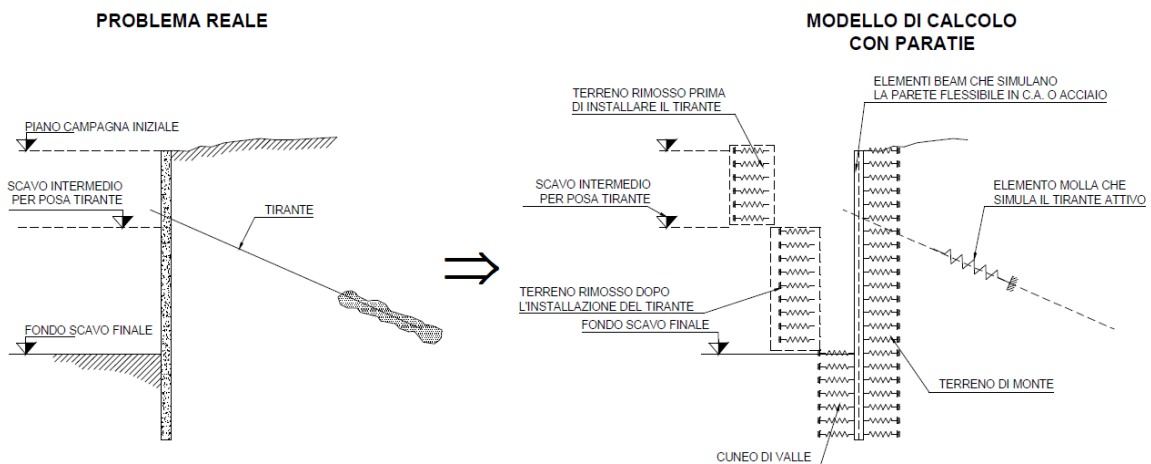 PROBLEMA REALE
PIANO CAMPAGNA INIZIALE
SCAVO INTERMEDIO
PER POSA TIRANTE
TIRANTE
FONDO SCAVO FINALE
MODELLO DI CALCOLO
CON PARATIE
TERRENO RIMOSSO PRIMA
DI INSTALLARE IL TIRANTE
ELEMENTI BEAM CHE SIMULANO
LA PARETE FLESSIBILE IN C.A. O ACCIAIO
SCAVO INTERMEDIO
PER POSA TIRANTE
ELEMENTO MOLLA CHE
SIMULA IL TIRANTE ATTIVO
TERRENO RIMOSSO DOPO
L'INSTALLAZIONE DEL TIRANTE
FONDO SCAVO FINALE
TERRENO DI MONTE
CUNEO DI VALLE